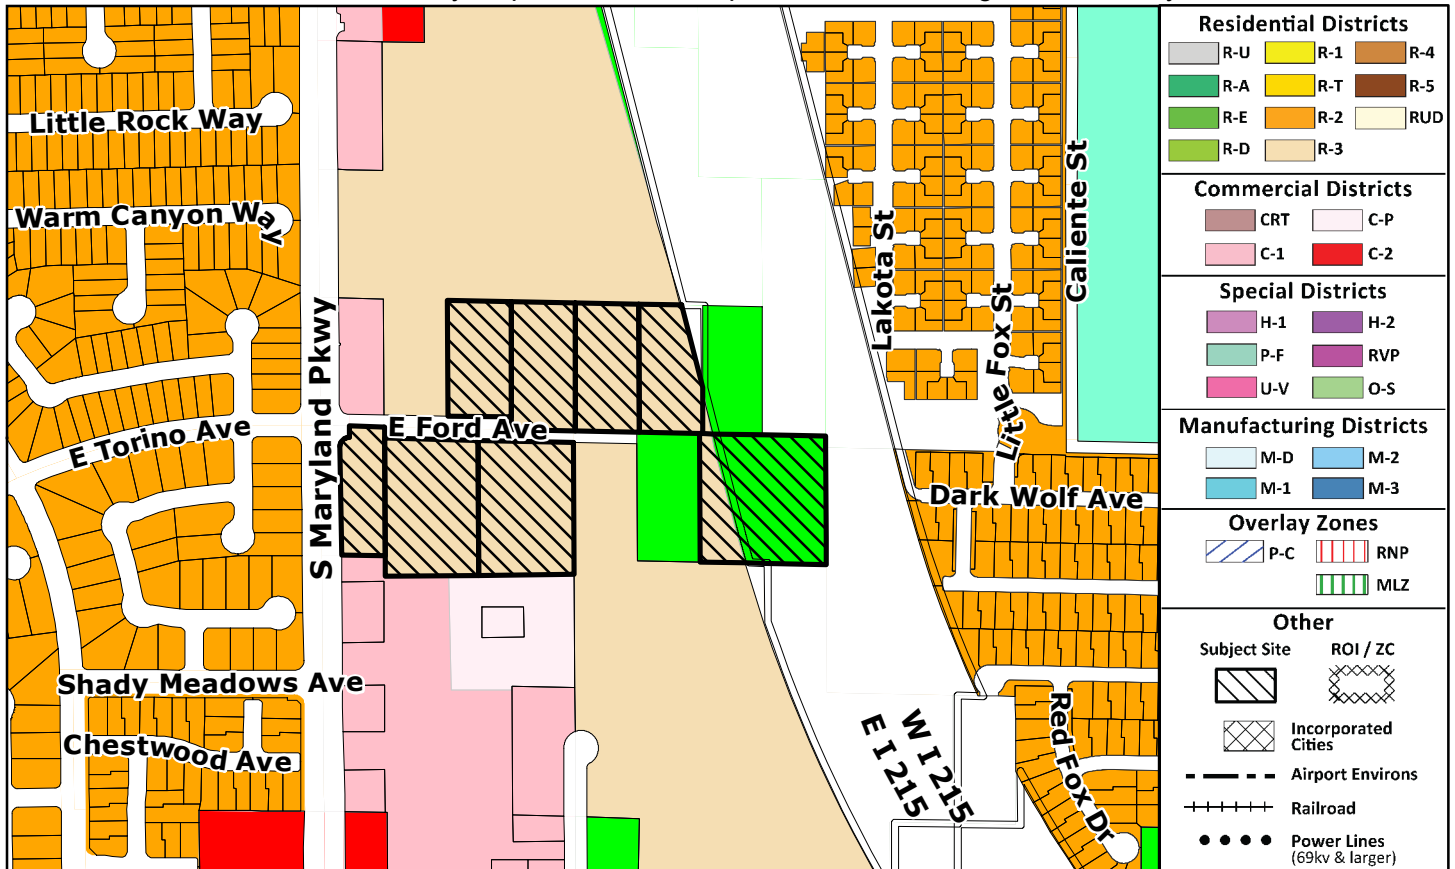 Little Rock Way
Warm Canyon Way
E Torino Ave
S Maryland Pkwy
E Ford Ave
Shady Meadows Ave
Chestwood Ave
Lakota St
Little Fox St
Caliente St
Dark Wolf Ave
Red Fox Dr
W I 215
E I 215
Residential Districts
R-U R-1 R-4
R-A R-T R-5
R-E R-2 RUD
R-D R-3
Commercial Districts
CRT C-P
C-1 C-2
Special Districts
H-1 H-2
P-F RVP
U-V O-S
Manufacturing Districts
M-D M-2
M-1 M-3
Overlay Zones
P-C RNP
MLZ
Other
Subject Site ROI / ZC
Incorporated
Cities
Airport Environs
Railroad
Power Lines
(69kv & larger)